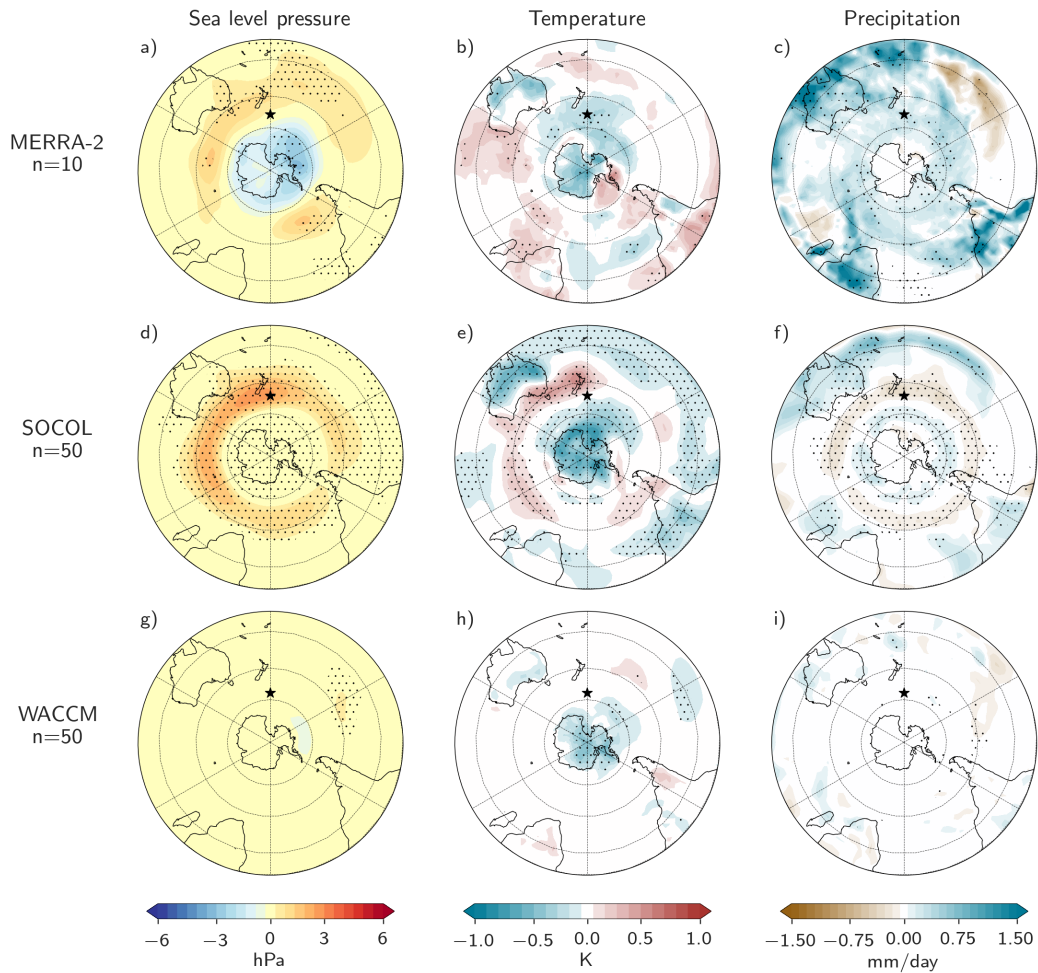 Sea level pressure Temperature Precipitation
a) b) c)
MERRA-2
n=10
d) e) f)
SOCOL
n=50
g) h) i)
WACCM
n=50
−6 −3 0 3 6 −1.0 −0.5 0.0 0.5 1.0 −1.50 −0.75 0.00 0.75 1.50
hPa K mm/day